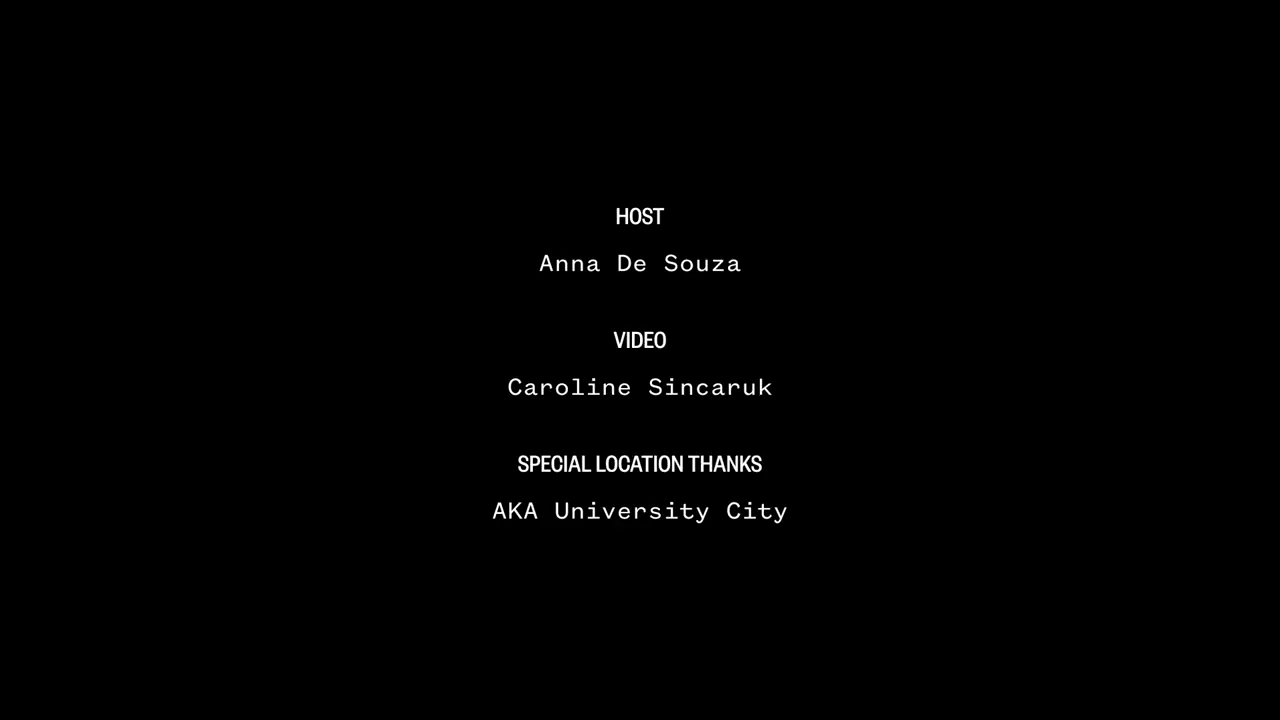 HOST
Anna De Souza
VIDEO
Caroline Sincaruk
SPECIAL LOCATION THANKS
AKA University City